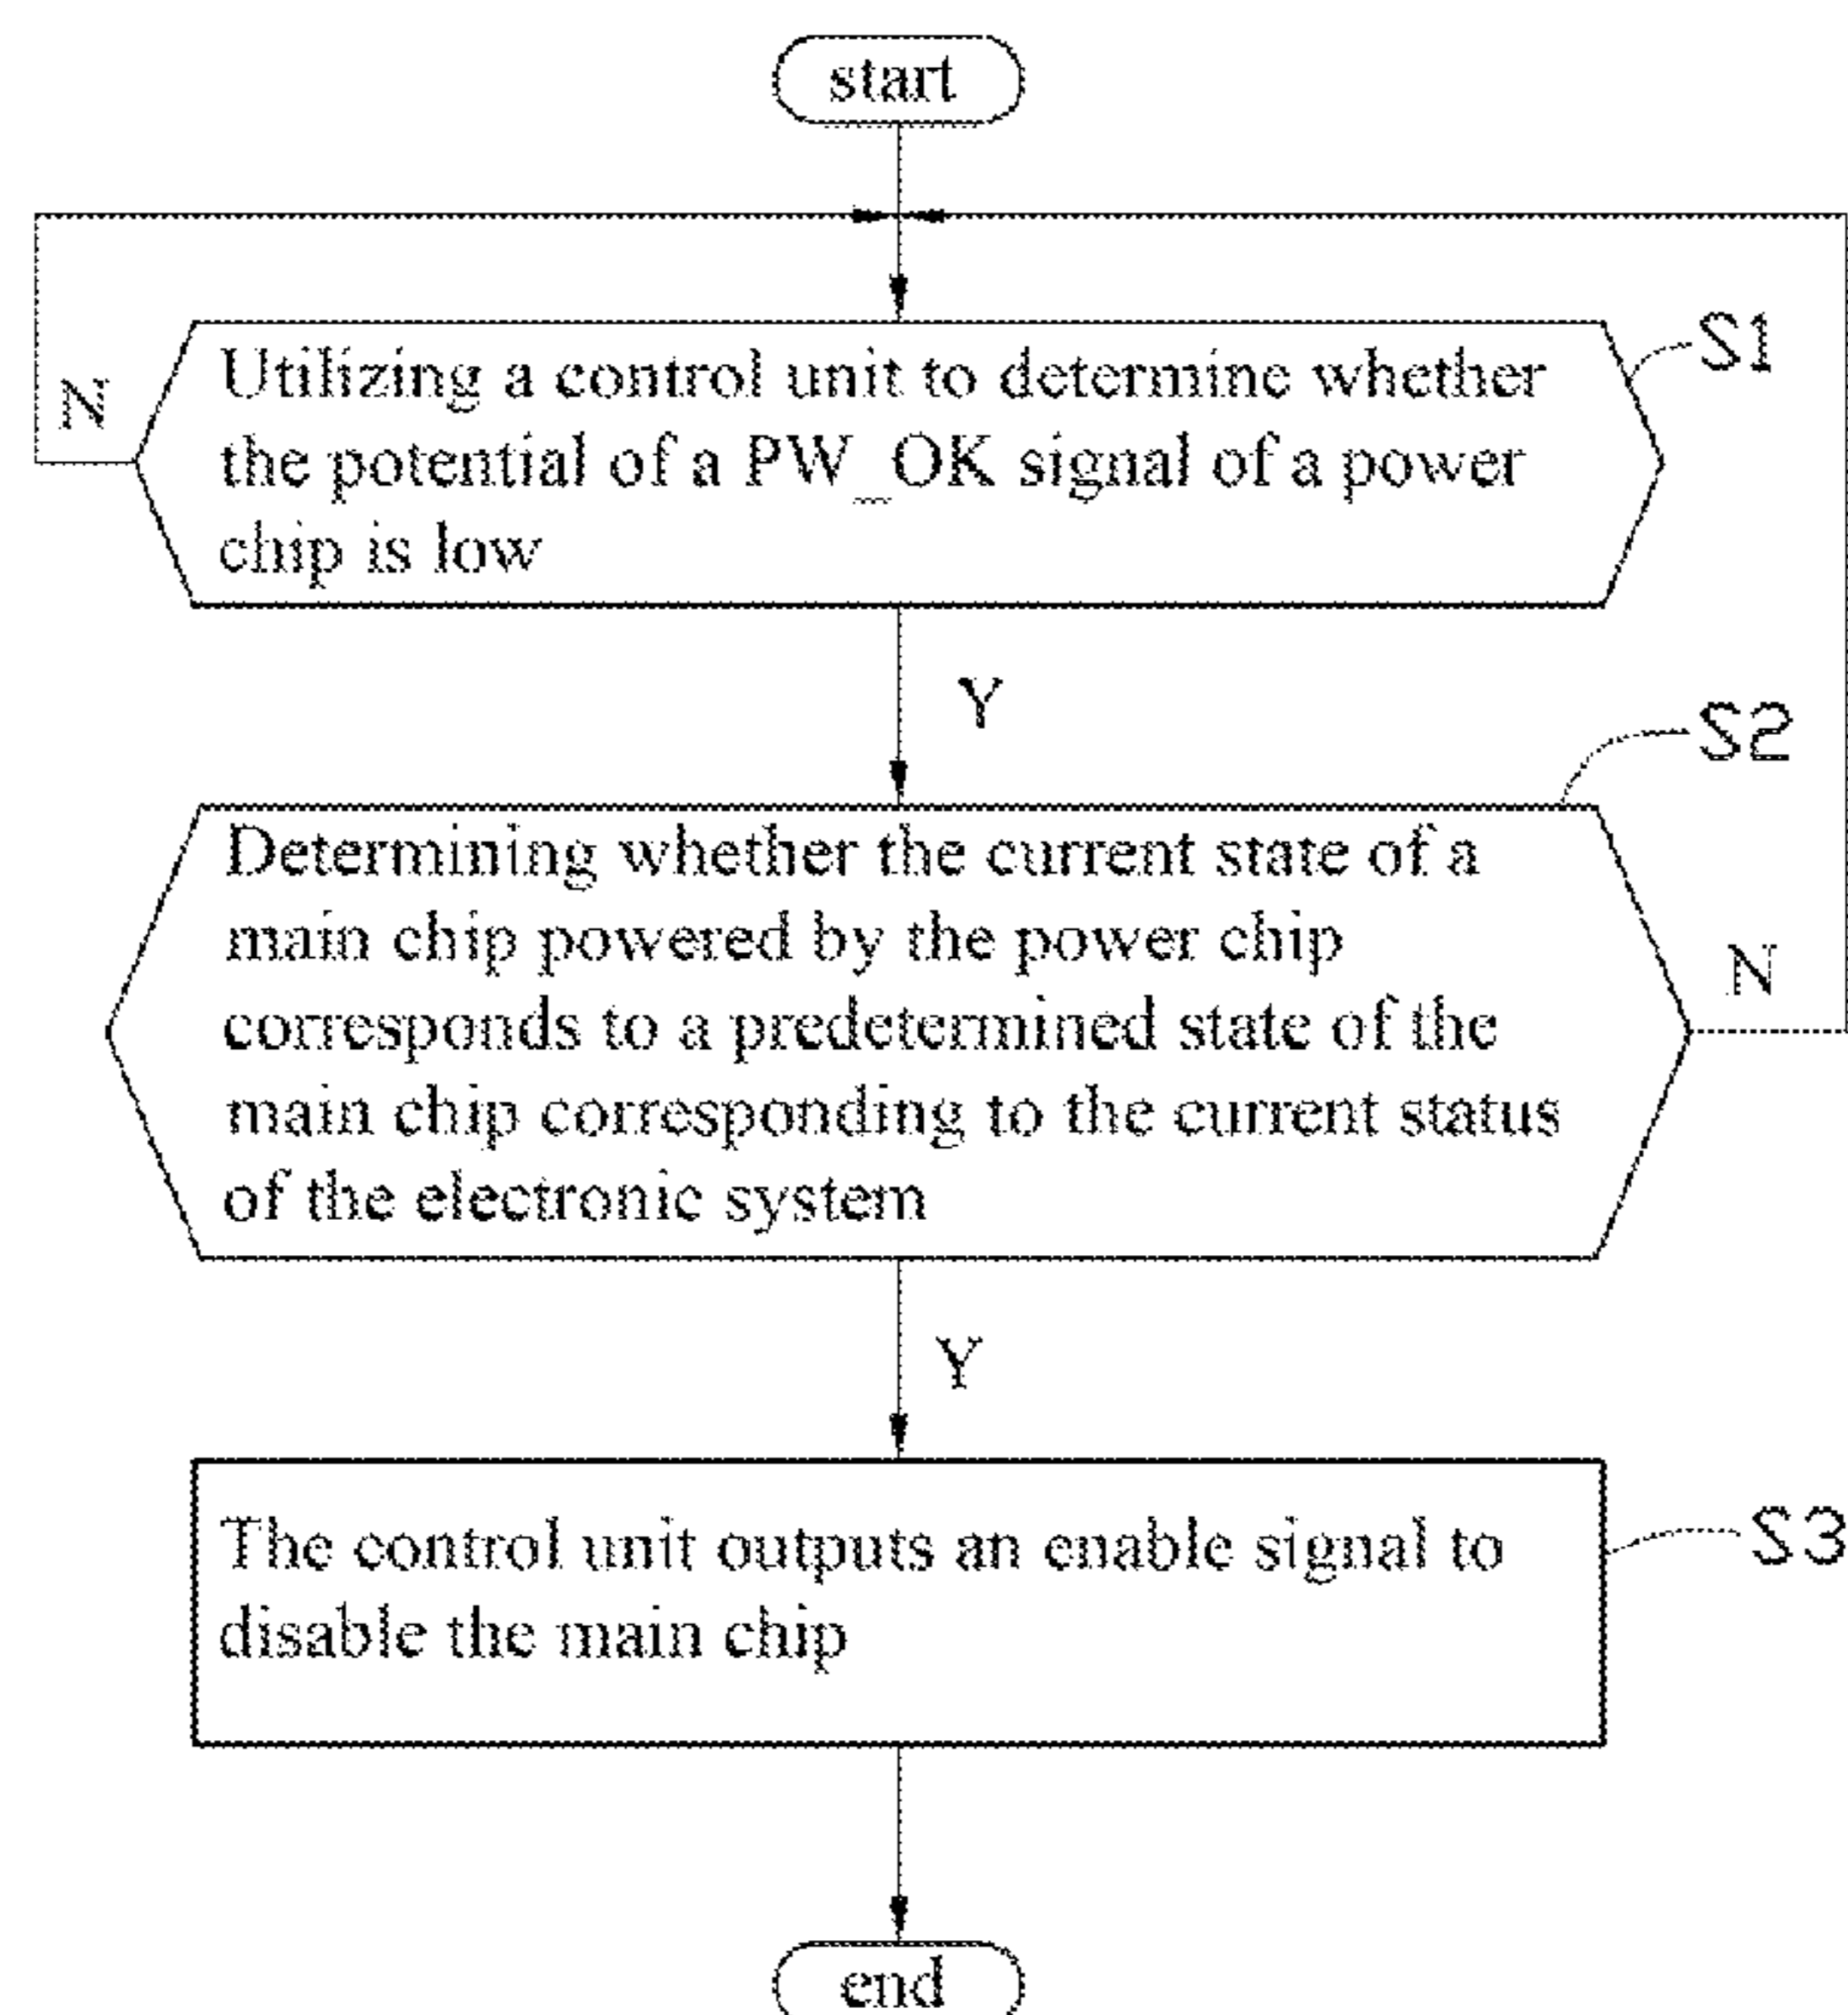 start
N
Utilizing a control unit to determine whether
the potential of a PW_OK signal of a power
chip is low
S1
Y
S2
Determining whether the current state of a
main chip powered by the power chip
corresponds to a predetermined state of the
main chip corresponding to the current status
of the electronic system
N
Y
The control unit outputs an enable signal to
disable the main chip
S3
end